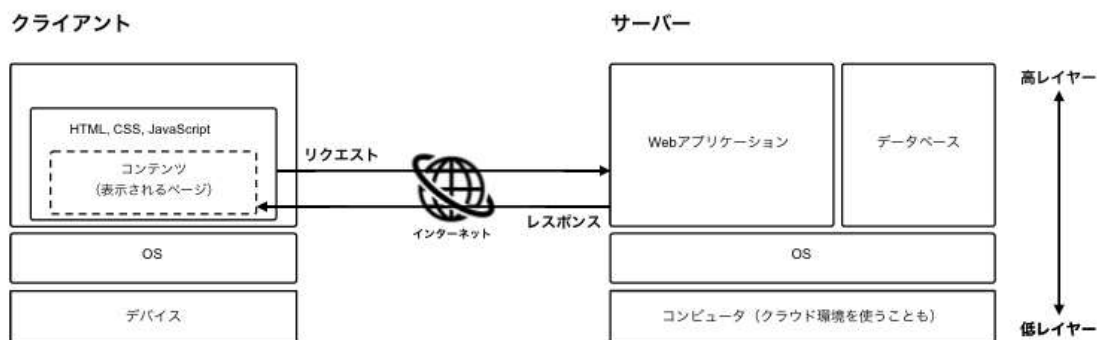 クライアント
サーバー
HTML, CSS, JavaScript
コンテンツ
（表示されるページ）
OS
デバイス
リクエスト
インターネット
レスポンス
Webアプリケーション
データベース
OS
コンピュータ（クラウド環境を使うことも）
高レイヤー
低レイヤー